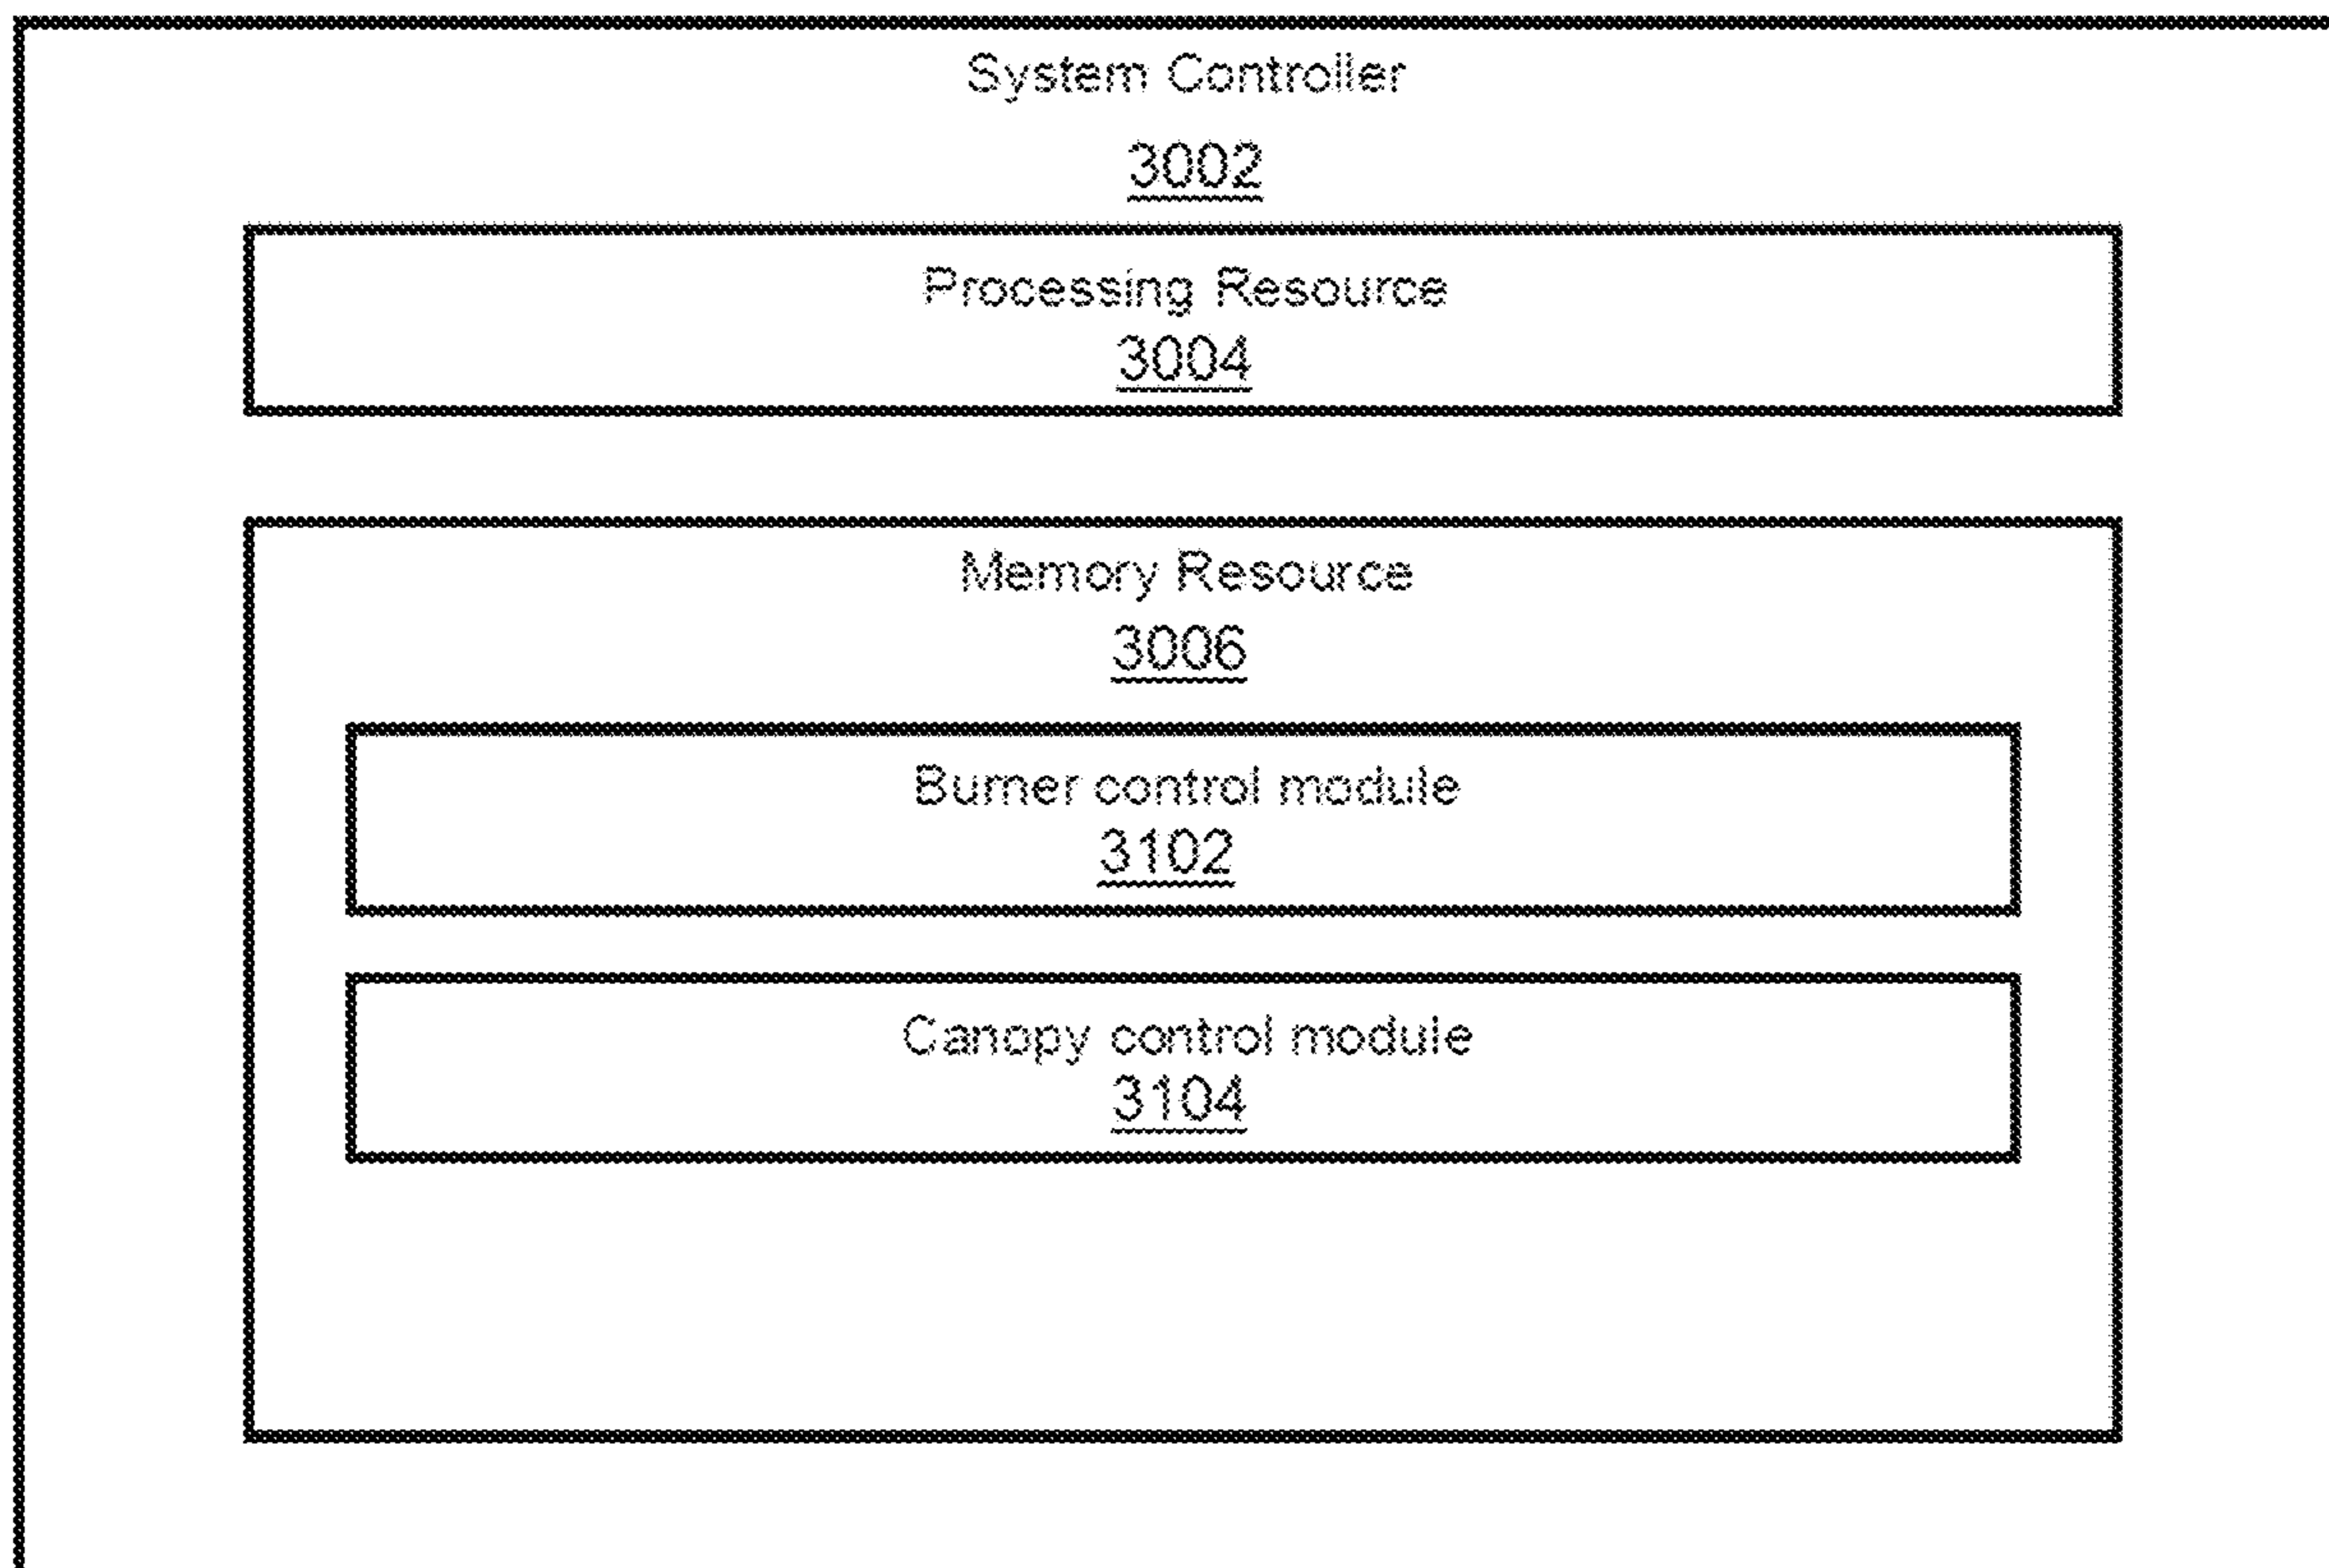 System Controller
3002
Processing Resource
3004
Memory Resource
3006
Burner control module
3102
Canopy control module
3104